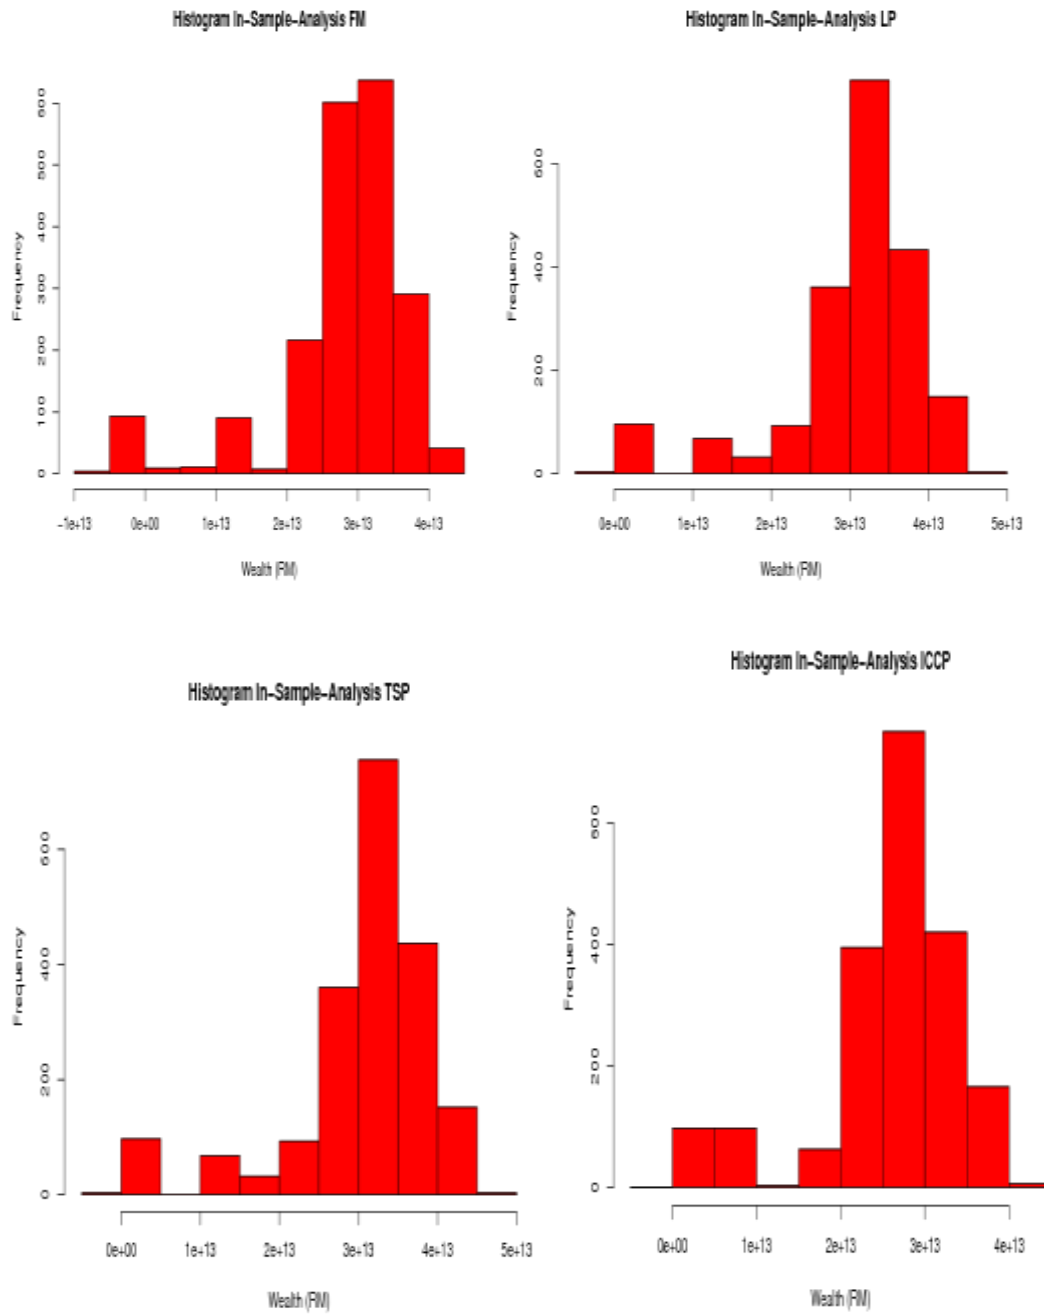 Histogram In-Sample-Analysis FM
Frequency
0 100 200 300 400 500 600
-1e+13 0e+00 1e+13 2e+13 3e+13 4e+13
Wealth (FIM)
Histogram In-Sample-Analysis LP
Frequency
0 200 400 600
0e+00 1e+13 2e+13 3e+13 4e+13 5e+13
Wealth (FIM)
Histogram In-Sample-Analysis TSP
Frequency
0 200 400 600
0e+00 1e+13 2e+13 3e+13 4e+13 5e+13
Wealth (FIM)
Histogram In-Sample-Analysis ICCP
Frequency
0 200 400 600
0e+00 1e+13 2e+13 3e+13 4e+13
Wealth (FIM)